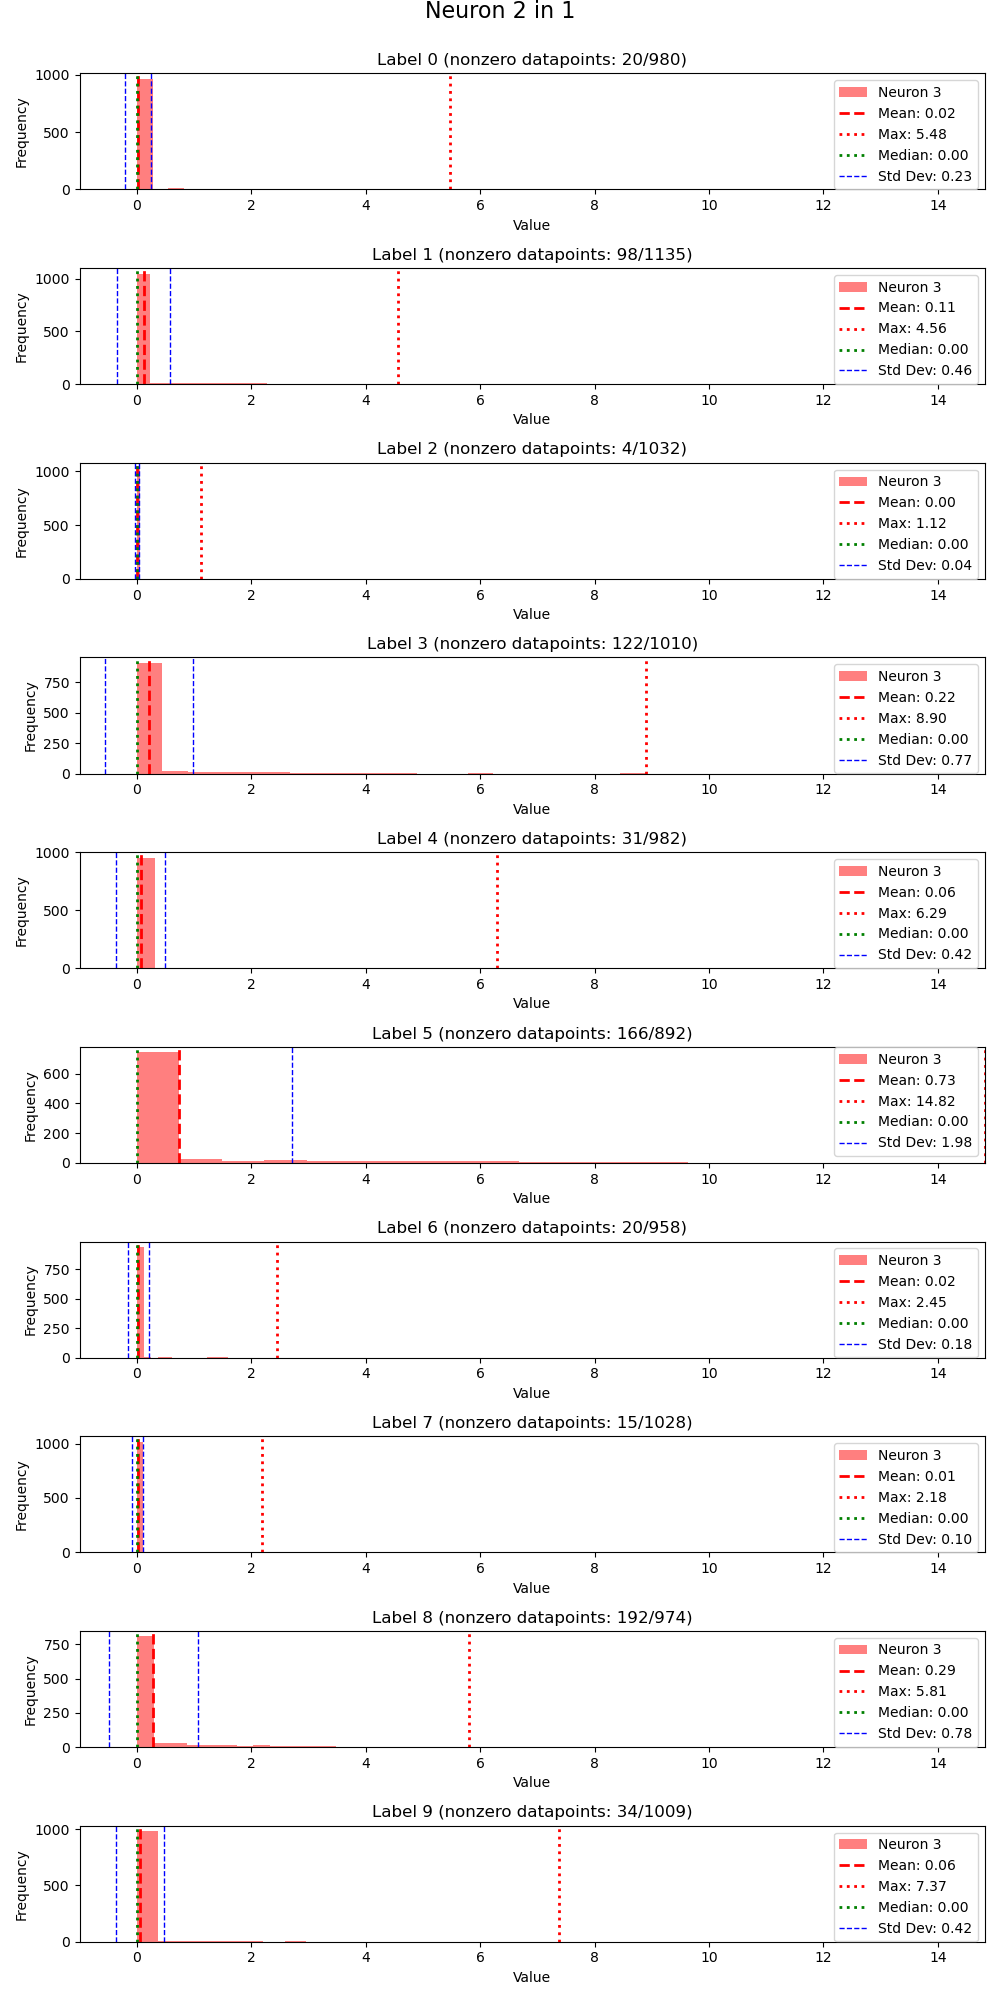 Neuron 2 in 1
Label 0 (nonzero datapoints: 20/980)
Frequency
1000
500
0
Neuron 3
Mean: 0.02
Max: 5.48
Median: 0.00
Std Dev: 0.23
0 2 4 6 8 10 12 14
Value
Label 1 (nonzero datapoints: 98/1135)
Frequency
1000
500
0
Neuron 3
Mean: 0.11
Max: 4.56
Median: 0.00
Std Dev: 0.46
0 2 4 6 8 10 12 14
Value
Label 2 (nonzero datapoints: 4/1032)
Frequency
1000
500
0
Neuron 3
Mean: 0.00
Max: 1.12
Median: 0.00
Std Dev: 0.04
0 2 4 6 8 10 12 14
Value
Label 3 (nonzero datapoints: 122/1010)
Frequency
750
500
250
0
Neuron 3
Mean: 0.22
Max: 8.90
Median: 0.00
Std Dev: 0.77
0 2 4 6 8 10 12 14
Value
Label 4 (nonzero datapoints: 31/982)
Frequency
1000
500
0
Neuron 3
Mean: 0.06
Max: 6.29
Median: 0.00
Std Dev: 0.42
0 2 4 6 8 10 12 14
Value
Label 5 (nonzero datapoints: 166/892)
Frequency
600
400
200
0
Neuron 3
Mean: 0.73
Max: 14.82
Median: 0.00
Std Dev: 1.98
0 2 4 6 8 10 12 14
Value
Label 6 (nonzero datapoints: 20/958)
Frequency
750
500
250
0
Neuron 3
Mean: 0.02
Max: 2.45
Median: 0.00
Std Dev: 0.18
0 2 4 6 8 10 12 14
Value
Label 7 (nonzero datapoints: 15/1028)
Frequency
1000
500
0
Neuron 3
Mean: 0.01
Max: 2.18
Median: 0.00
Std Dev: 0.10
0 2 4 6 8 10 12 14
Value
Label 8 (nonzero datapoints: 192/974)
Frequency
750
500
250
0
Neuron 3
Mean: 0.29
Max: 5.81
Median: 0.00
Std Dev: 0.78
0 2 4 6 8 10 12 14
Value
Label 9 (nonzero datapoints: 34/1009)
Frequency
1000
500
0
Neuron 3
Mean: 0.06
Max: 7.37
Median: 0.00
Std Dev: 0.42
0 2 4 6 8 10 12 14
Value